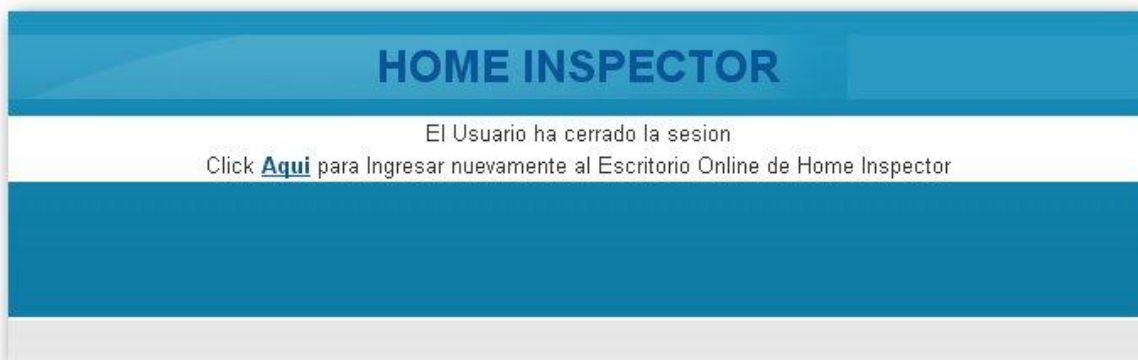 HOME INSPECTOR
El Usuario ha cerrado la sesion
Click Aqui para Ingresar nuevamente al Escritorio Online de Home Inspector